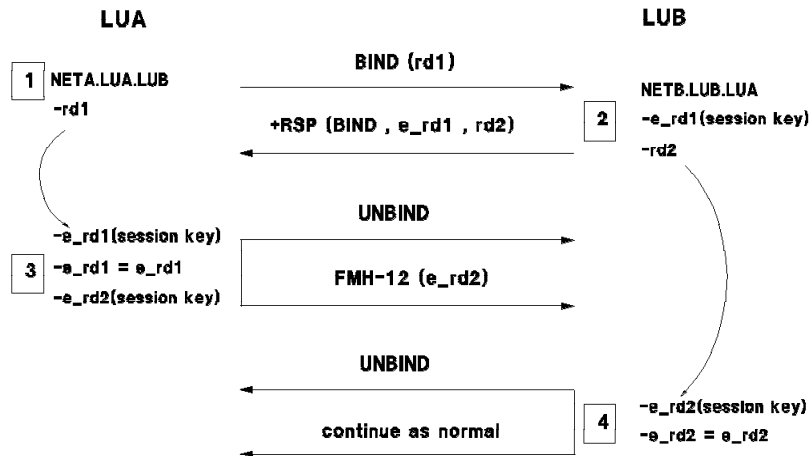 LUA LUB
1 NETA.LUA.LUB
-rd1
BIND (rd1)
NETB.LUB.LUA
2 -e_rd1(session key)
-rd2
+RSP (BIND , e_rd1 , rd2)
UNBIND
-e_rd1(session key)
3 -e_rd1 = e_rd1
-e_rd2(session key)
FMH-12 (e_rd2)
UNBIND
4 -e_rd2(session key)
-e_rd2 = e_rd2
continue as normal